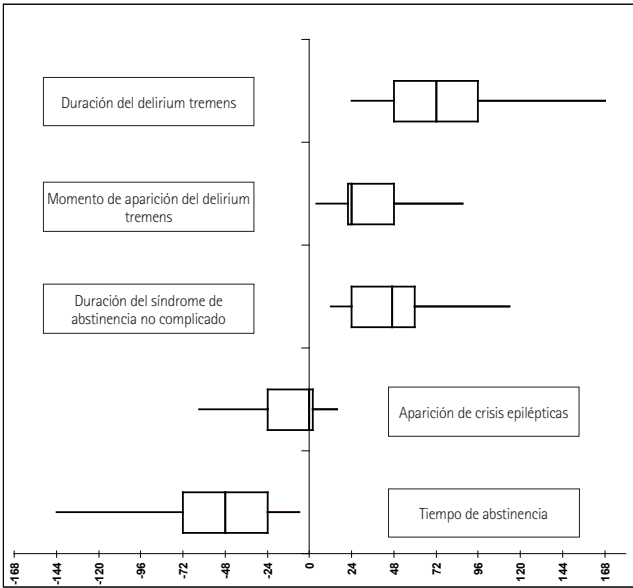 Duración del delirium tremens
Momento de aparición del delirium
tremens
Duración del síndrome de
abstinencia no complicado
Aparición de crisis epilépticas
Tiempo de abstinencia
-168 -144 -120 -96 -72 -48 -24 0 24 48 72 96 120 144 168